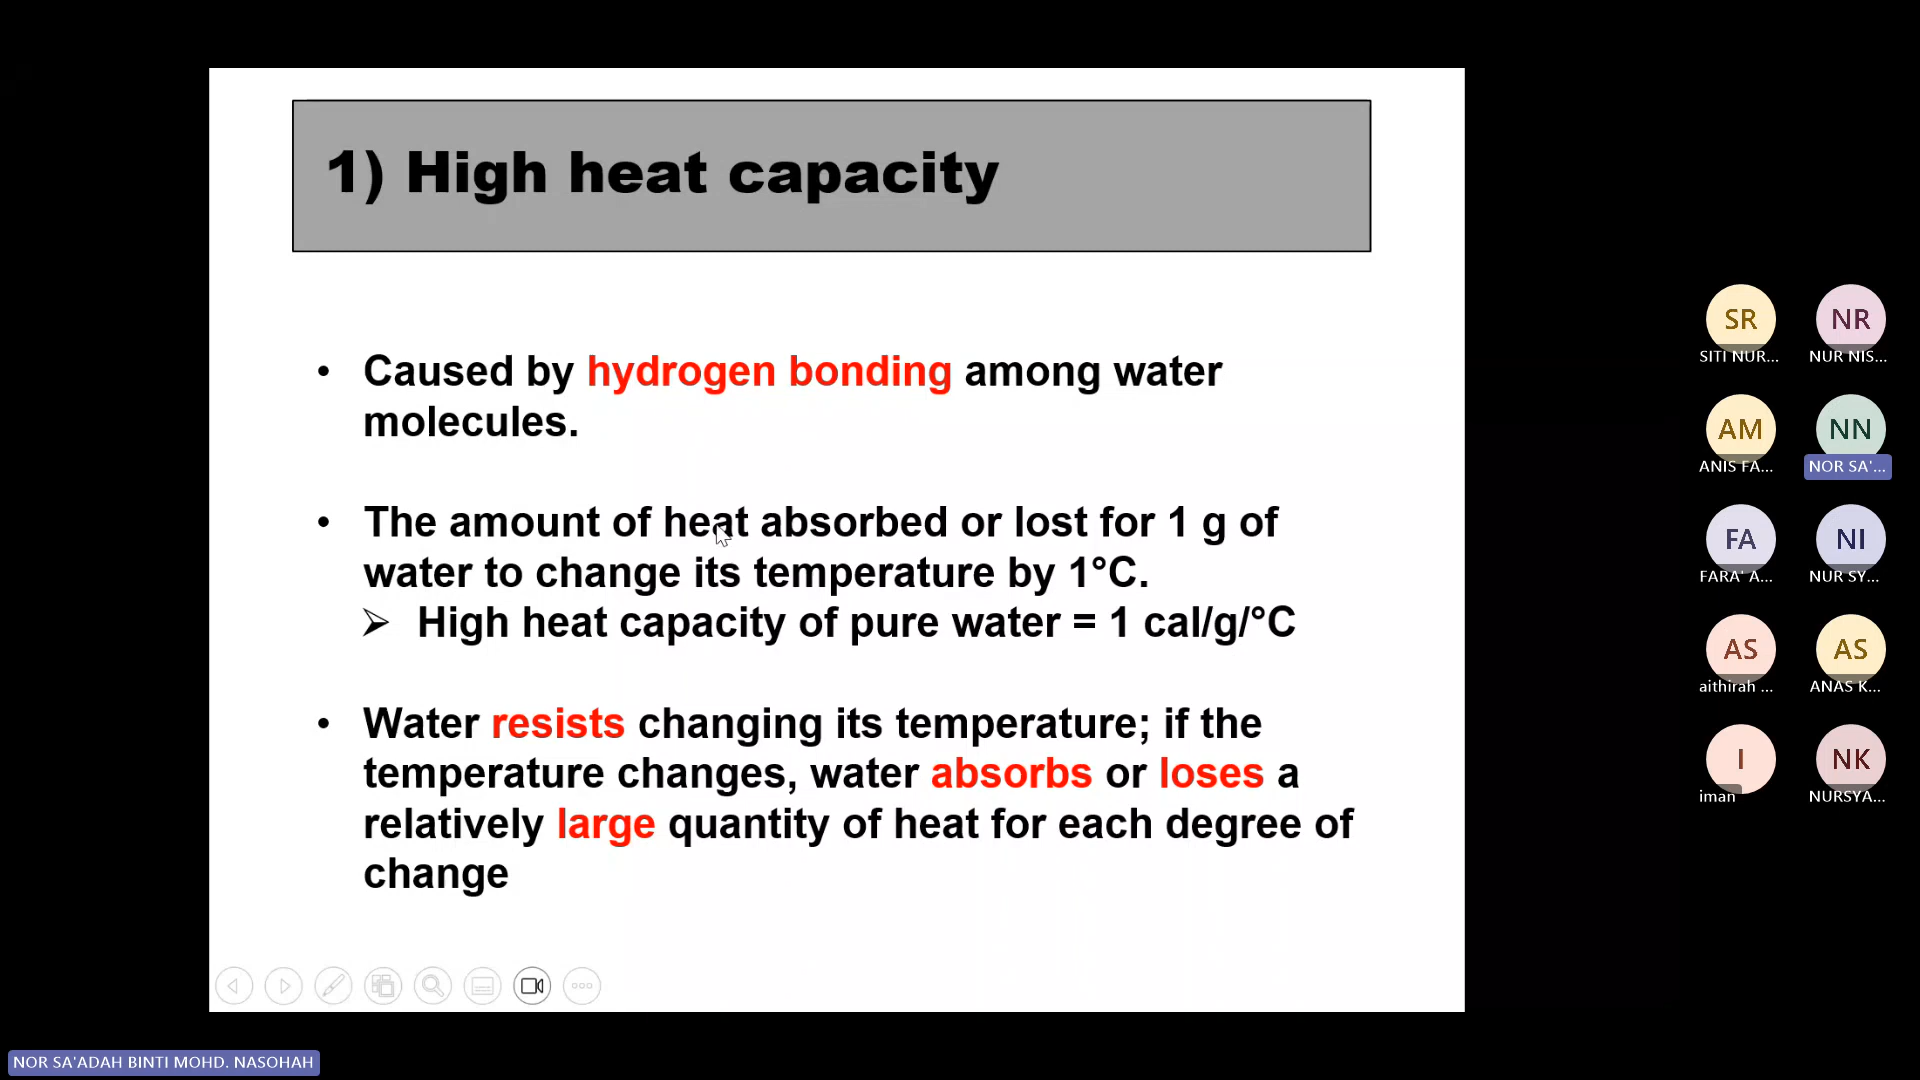 1) High heat capacity
• Caused by hydrogen bonding among water
molecules.
• The amount of heat absorbed or lost for 1 g of
water to change its temperature by 1°C.
➢ High heat capacity of pure water = 1 cal/g/°C
• Water resists changing its temperature; if the
temperature changes, water absorbs or loses a
relatively large quantity of heat for each degree of
change
SR
SITI NUR...
NR
NUR NIS...
AM
ANIS FA...
NN
NOR SA'...
FA
FARA' A...
NI
NUR SY...
AS
aithirah ...
AS
ANAS K...
I
iman
NK
NURSYA...
NOR SA'ADAH BINTI MOHD. NASOHAH